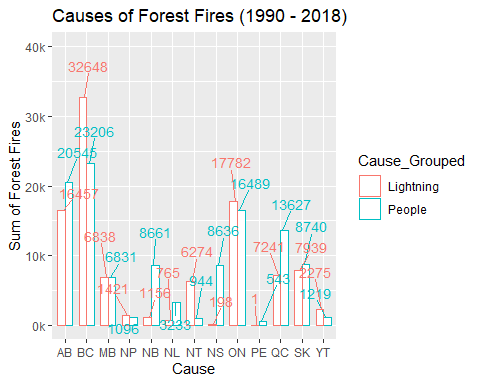 Causes of Forest Fires (1990 - 2018)
40k
30k
20k
10k
0k
Sum of Forest Fires
32648
23206
20545
16457
17782
16489
13627
8661
8636
8740
6838
6831
6274
7241
7939
1421
1156
765
944
198
1
543
2275
1219
1096
3233
AB BC MB NP NB NL NT NS ON PE QC SK YT
Cause
Cause_Grouped
Lightning
People